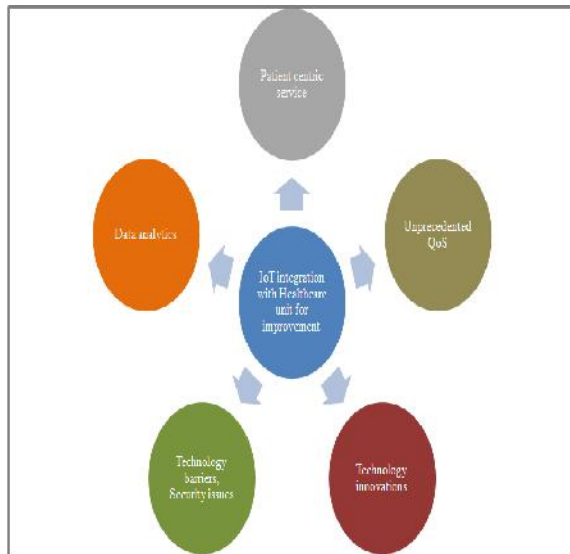 Patient centric
service
Data analytics
Unprecedented
QoS
IoT integration
with Healthcare
unit for
improvement
Technology
barriers,
Security issues
Technology
innovations